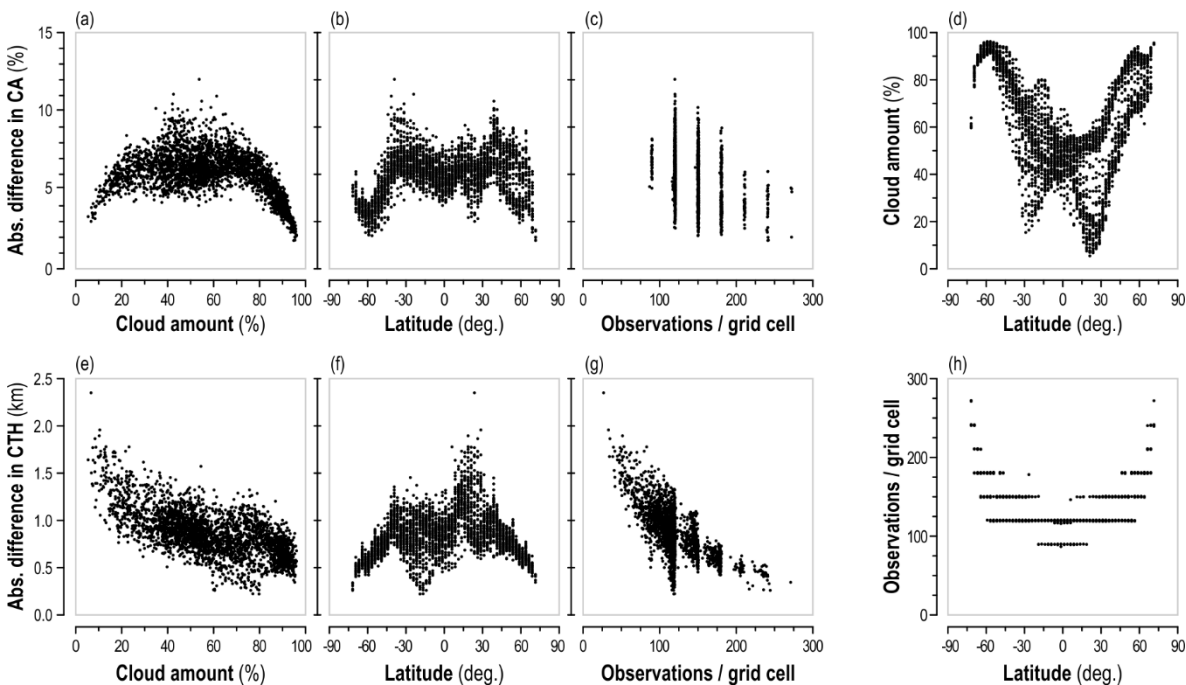 (a) (b) (c) (d)
Abs. difference in CA (%)
15
10
5
0
0 20 40 60 80 100
Cloud amount (%)
-90 -60 -30 0 30 60 90
Latitude (deg.)
0 100 200 300
Observations / grid cell
Cloud amount (%)
100
80
60
40
20
0
-90 -60 -30 0 30 60 90
Latitude (deg.)
(e) (f) (g) (h)
Abs. difference in CTH (km)
2.5
2.0
1.5
1.0
0.5
0.0
0 20 40 60 80 100
Cloud amount (%)
-90 -60 -30 0 30 60 90
Latitude (deg.)
0 100 200 300
Observations / grid cell
Observations / grid cell
300
200
100
0
-90 -60 -30 0 30 60 90
Latitude (deg.)